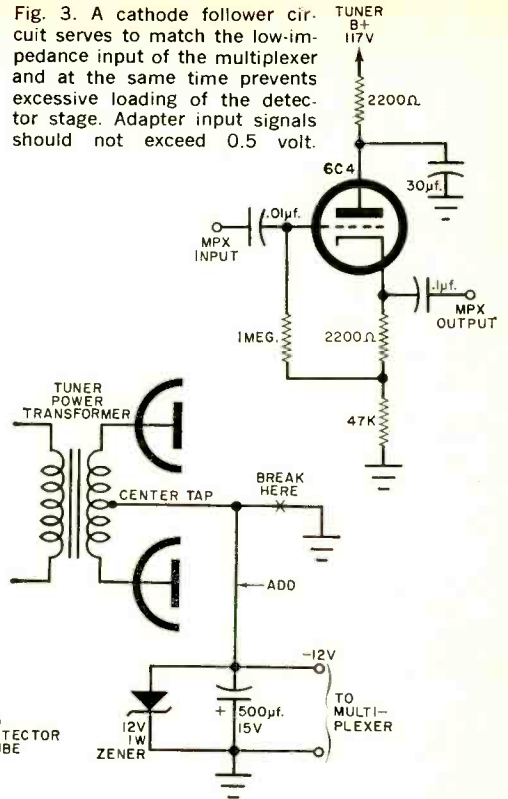 Fig. 3. A cathode follower cir-
cuit serves to match the low-im-
pedance input of the multiplexer
and at the same time prevents
excessive loading of the detec-
tor stage. Adapter input signals
should not exceed 0.5 volt.
TUNER
B+
117V
2200Ω
6C4
30µf.
.01µf.
MPX
INPUT
.1µf.
MPX
OUTPUT
1MEG.
2200Ω
47K
TUNER
POWER
TRANSFORMER
CENTER TAP
BREAK
HERE
ADD
-12V
+ 500µf.
15V
TO
MULTI-
PLEXER
12V
1W
ZENER
TECTOR
BE